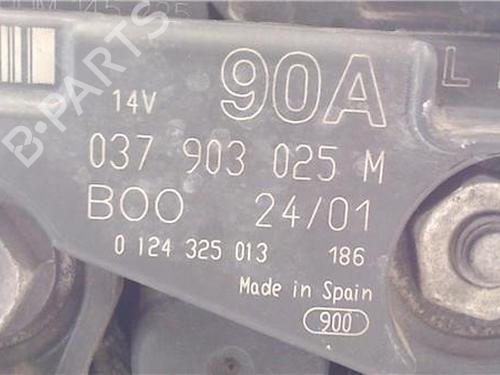 90A
14V
037 903 025 M
BOO 24/01
0 124 325 013 186
Made in Spain
900
B-PARTS